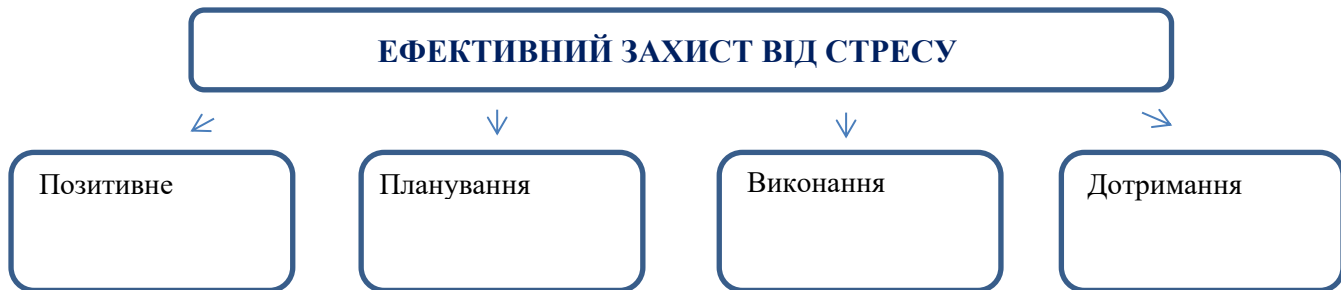 ЕФЕКТИВНИЙ ЗАХИСТ ВІД СТРЕСУ
Позитивне
Планування
Виконання
Дотримання